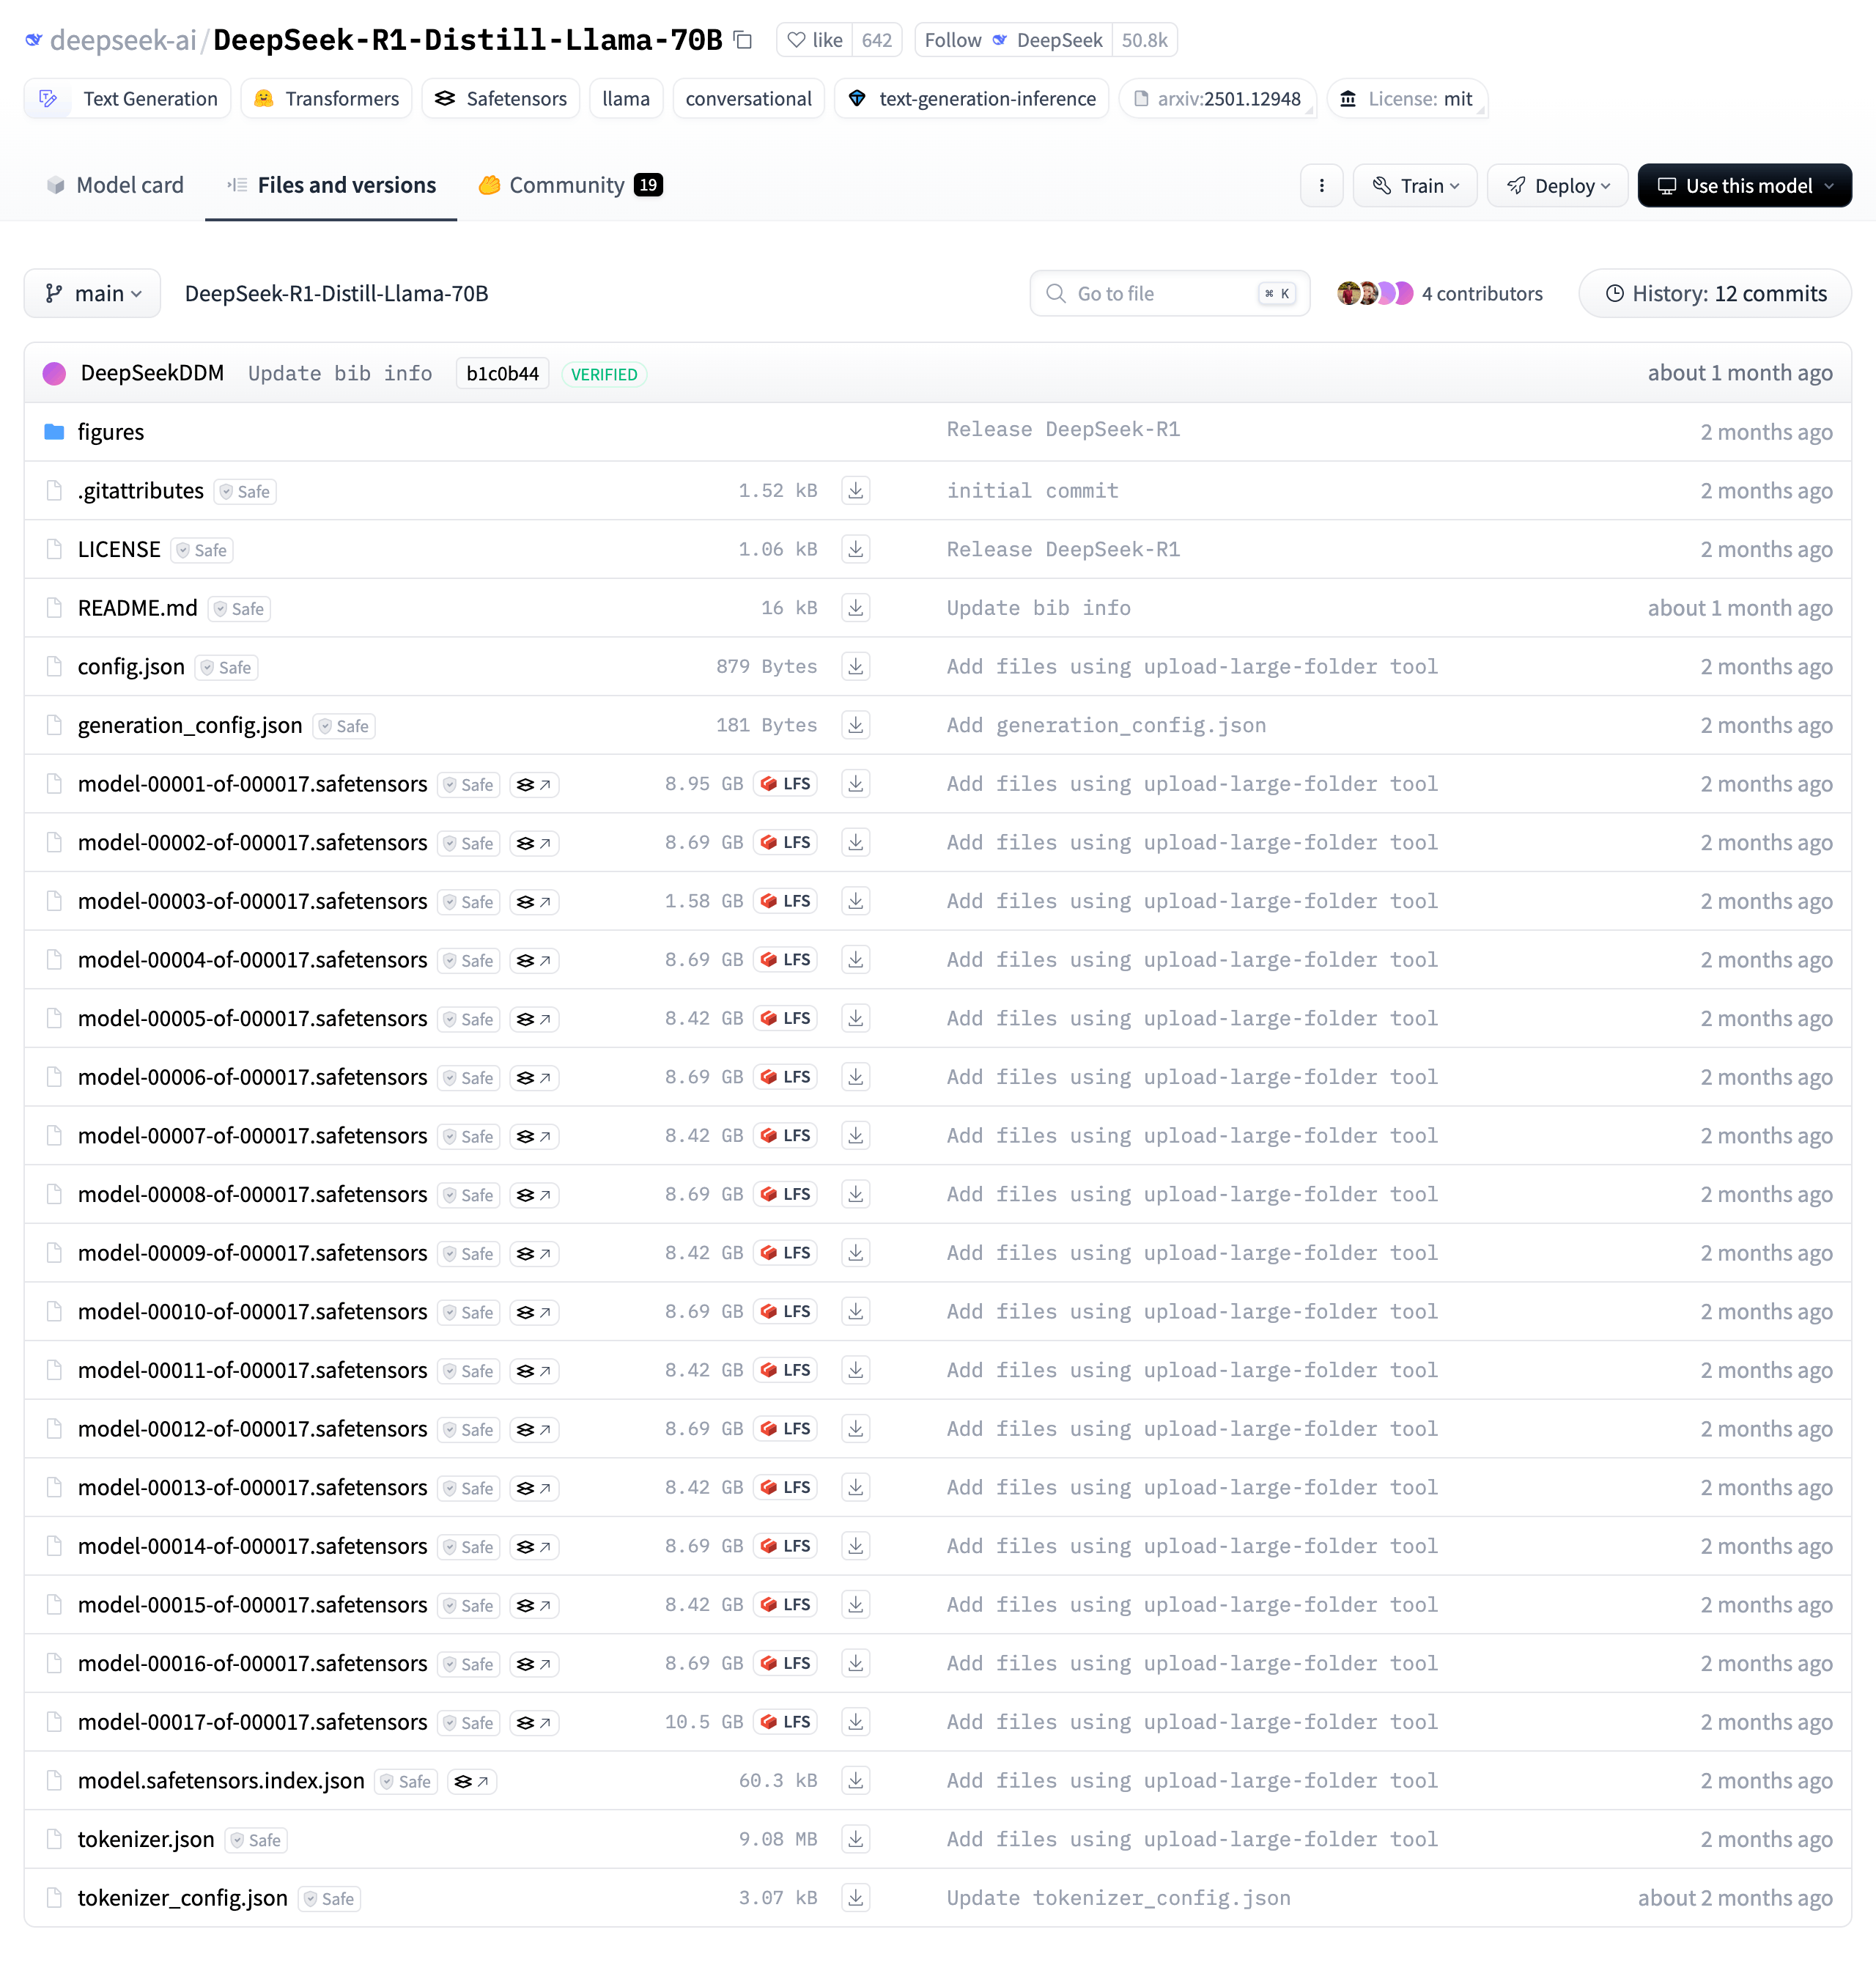 deepseek-ai/DeepSeek-R1-Distill-Llama-70B like 642 Follow DeepSeek 50.8k
Text Generation Transformers Safetensors llama conversational text-generation-inference arxiv:2501.12948 License: mit
Model card Files and versions Community 19 Train Deploy Use this model
main DeepSeek-R1-Distill-Llama-70B Go to file ⌘ K 4 contributors History: 12 commits
DeepSeekDDM Update bib info b1c0b44 VERIFIED about 1 month ago
figures Release DeepSeek-R1 2 months ago
.gitattributes Safe 1.52 kB initial commit 2 months ago
LICENSE Safe 1.06 kB Release DeepSeek-R1 2 months ago
README.md Safe 16 kB Update bib info about 1 month ago
config.json Safe 879 Bytes Add files using upload-large-folder tool 2 months ago
generation_config.json Safe 181 Bytes Add generation_config.json 2 months ago
model-00001-of-000017.safetensors Safe 8.95 GB LFS Add files using upload-large-folder tool 2 months ago
model-00002-of-000017.safetensors Safe 8.69 GB LFS Add files using upload-large-folder tool 2 months ago
model-00003-of-000017.safetensors Safe 1.58 GB LFS Add files using upload-large-folder tool 2 months ago
model-00004-of-000017.safetensors Safe 8.69 GB LFS Add files using upload-large-folder tool 2 months ago
model-00005-of-000017.safetensors Safe 8.42 GB LFS Add files using upload-large-folder tool 2 months ago
model-00006-of-000017.safetensors Safe 8.69 GB LFS Add files using upload-large-folder tool 2 months ago
model-00007-of-000017.safetensors Safe 8.42 GB LFS Add files using upload-large-folder tool 2 months ago
model-00008-of-000017.safetensors Safe 8.69 GB LFS Add files using upload-large-folder tool 2 months ago
model-00009-of-000017.safetensors Safe 8.42 GB LFS Add files using upload-large-folder tool 2 months ago
model-00010-of-000017.safetensors Safe 8.69 GB LFS Add files using upload-large-folder tool 2 months ago
model-00011-of-000017.safetensors Safe 8.42 GB LFS Add files using upload-large-folder tool 2 months ago
model-00012-of-000017.safetensors Safe 8.69 GB LFS Add files using upload-large-folder tool 2 months ago
model-00013-of-000017.safetensors Safe 8.42 GB LFS Add files using upload-large-folder tool 2 months ago
model-00014-of-000017.safetensors Safe 8.69 GB LFS Add files using upload-large-folder tool 2 months ago
model-00015-of-000017.safetensors Safe 8.42 GB LFS Add files using upload-large-folder tool 2 months ago
model-00016-of-000017.safetensors Safe 8.69 GB LFS Add files using upload-large-folder tool 2 months ago
model-00017-of-000017.safetensors Safe 10.5 GB LFS Add files using upload-large-folder tool 2 months ago
model.safetensors.index.json Safe 60.3 kB Add files using upload-large-folder tool 2 months ago
tokenizer.json Safe 9.08 MB Add files using upload-large-folder tool 2 months ago
tokenizer_config.json Safe 3.07 kB Update tokenizer_config.json about 2 months ago